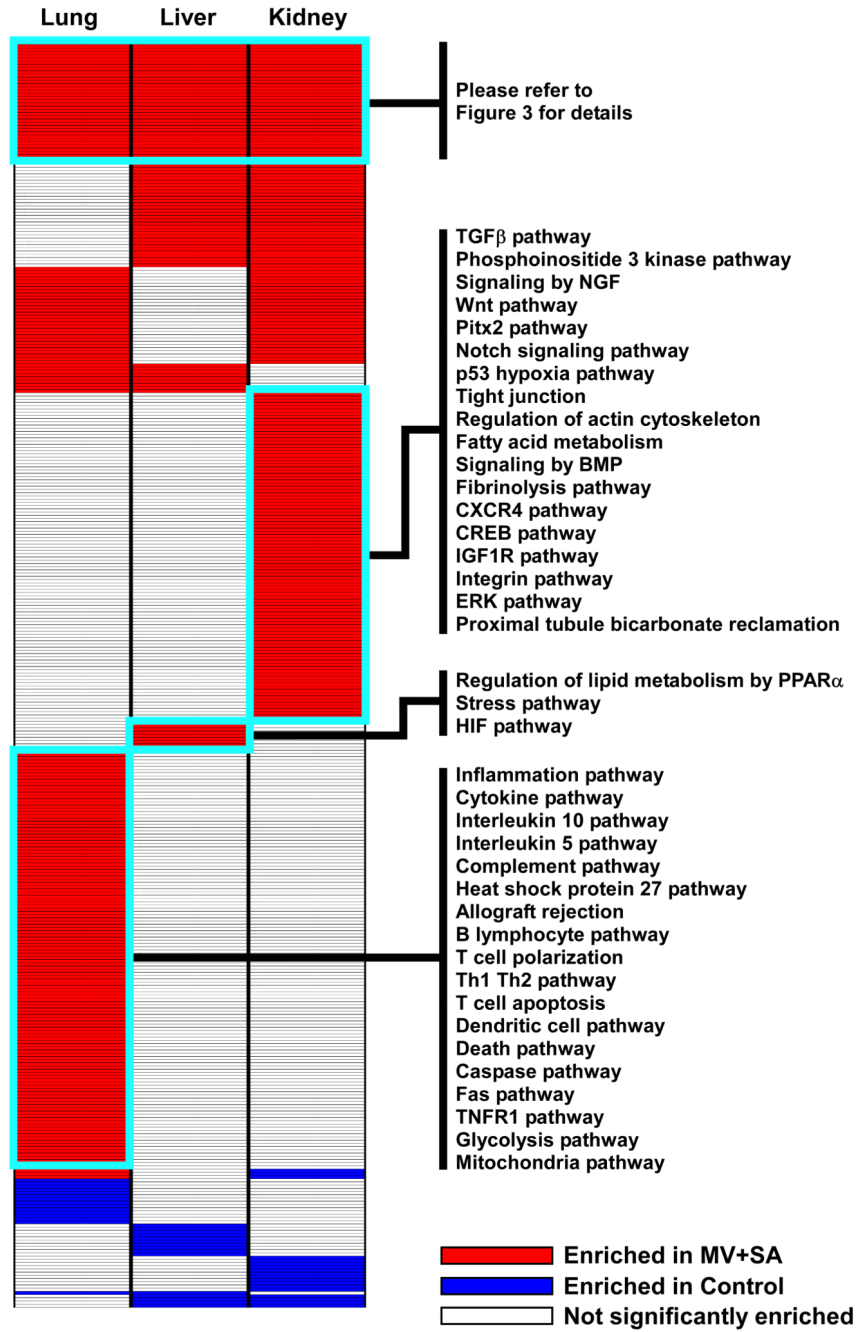 Lung Liver Kidney
Please refer to
Figure 3 for details
TGFβ pathway
Phosphoinositide 3 kinase pathway
Signaling by NGF
Wnt pathway
Pitx2 pathway
Notch signaling pathway
p53 hypoxia pathway
Tight junction
Regulation of actin cytoskeleton
Fatty acid metabolism
Signaling by BMP
Fibrinolysis pathway
CXCR4 pathway
CREB pathway
IGF1R pathway
Integrin pathway
ERK pathway
Proximal tubule bicarbonate reclamation
Regulation of lipid metabolism by PPARα
Stress pathway
HIF pathway
Inflammation pathway
Cytokine pathway
Interleukin 10 pathway
Interleukin 5 pathway
Complement pathway
Heat shock protein 27 pathway
Allograft rejection
B lymphocyte pathway
T cell polarization
Th1 Th2 pathway
T cell apoptosis
Dendritic cell pathway
Death pathway
Caspase pathway
Fas pathway
TNFR1 pathway
Glycolysis pathway
Mitochondria pathway
Enriched in MV+SA
Enriched in Control
Not significantly enriched